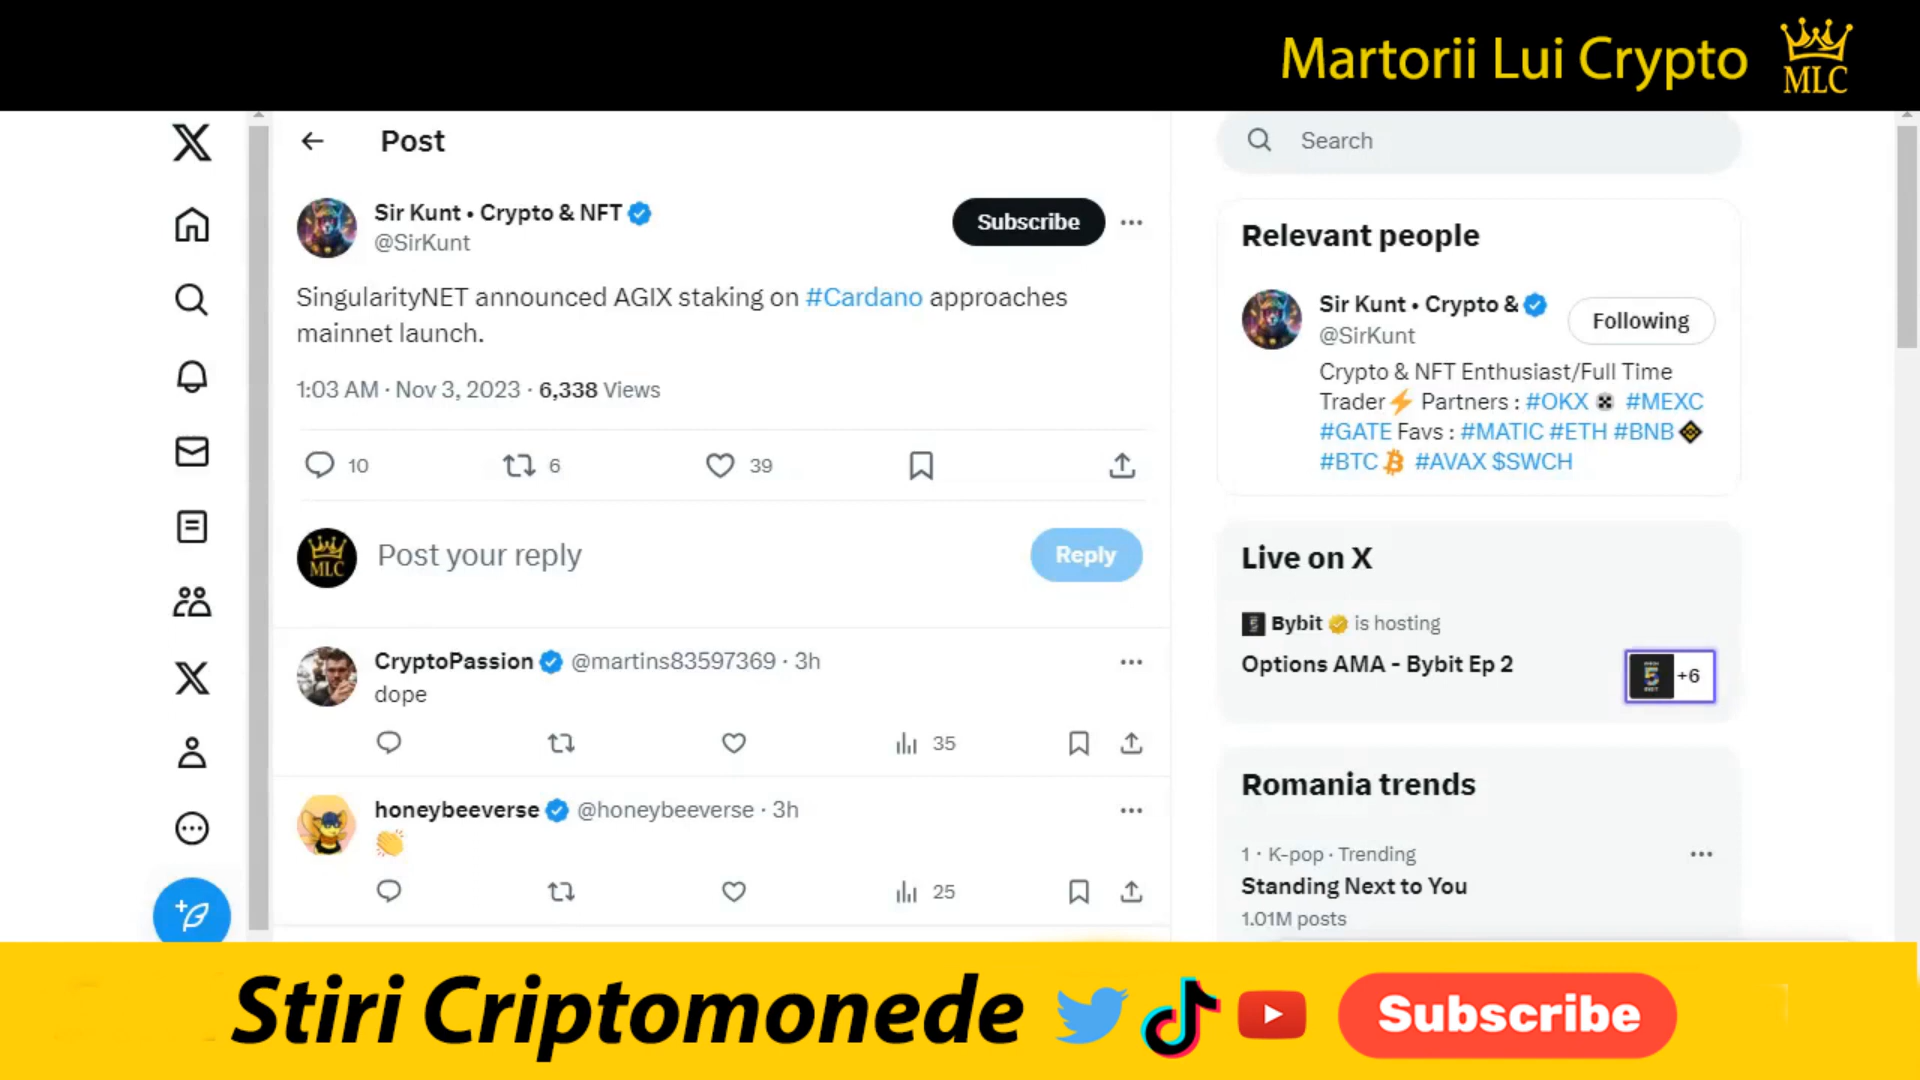 Martorii Lui Crypto
MLC
Post
Search
Sir Kunt • Crypto & NFT
@SirKunt
Subscribe
SingularityNET announced AGIX staking on #Cardano approaches
mainnet launch.
1:03 AM · Nov 3, 2023 · 6,338 Views
10
6
39
MLC
Post your reply
Reply
CryptoPassion @martins83597369 · 3h
dope
35
honeybeeverse @honeybeeverse · 3h
25
Relevant people
Sir Kunt • Crypto &
@SirKunt
Following
Crypto & NFT Enthusiast/Full Time
Trader Partners : #OKX #MEXC
#GATE Favs : #MATIC #ETH #BNB
#BTC #AVAX $SWCH
Live on X
Bybit is hosting
Options AMA - Bybit Ep 2
+6
Romania trends
1 · K-pop · Trending
Standing Next to You
1.01M posts
Stiri Criptomonede
Subscribe